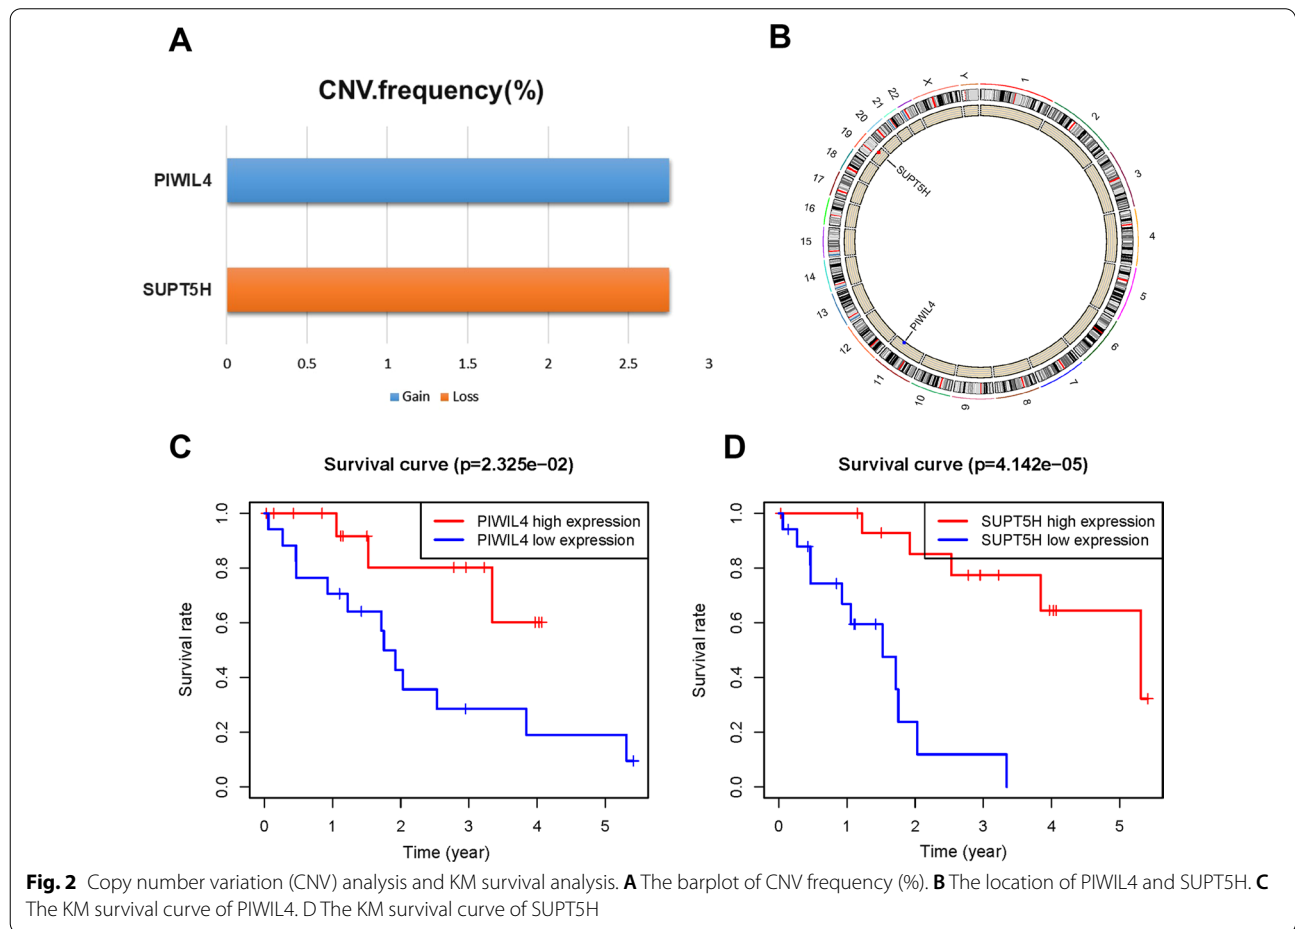 A
CNV.frequency(%)
PIWIL4
SUPT5H
0 0.5 1 1.5 2 2.5 3
Gain Loss
B
1
2
3
4
5
6
7
8
9
10
11
12
13
14
15
16
17
18
19
20
21
22
X
Y
SUPT5H
PIWIL4
C
Survival curve (p=2.325e−02)
PIWIL4 high expression
PIWIL4 low expression
Survival rate
1.0
0.8
0.6
0.4
0.2
0.0
0 1 2 3 4 5
Time (year)
D
Survival curve (p=4.142e−05)
SUPT5H high expression
SUPT5H low expression
Survival rate
1.0
0.8
0.6
0.4
0.2
0.0
0 1 2 3 4 5
Time (year)
Fig. 2 Copy number variation (CNV) analysis and KM survival analysis. A The barplot of CNV frequency (%). B The location of PIWIL4 and SUPT5H. C
The KM survival curve of PIWIL4. D The KM survival curve of SUPT5H